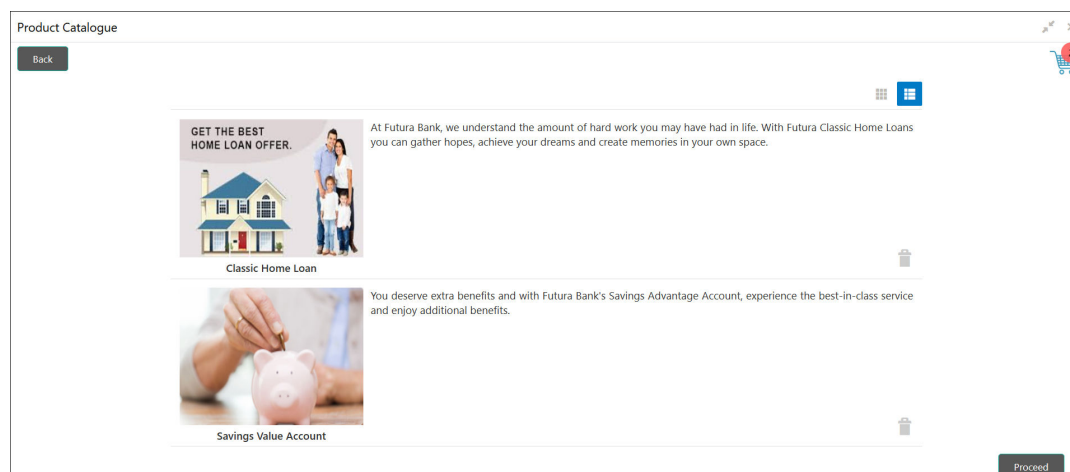 Product Catalogue
Back
GET THE BEST
HOME LOAN OFFER.
At Futura Bank, we understand the amount of hard work you may have had in life. With Futura Classic Home Loans
you can gather hopes, achieve your dreams and create memories in your own space.
Classic Home Loan
You deserve extra benefits and with Futura Bank's Savings Advantage Account, experience the best-in-class service
and enjoy additional benefits.
Savings Value Account
Proceed